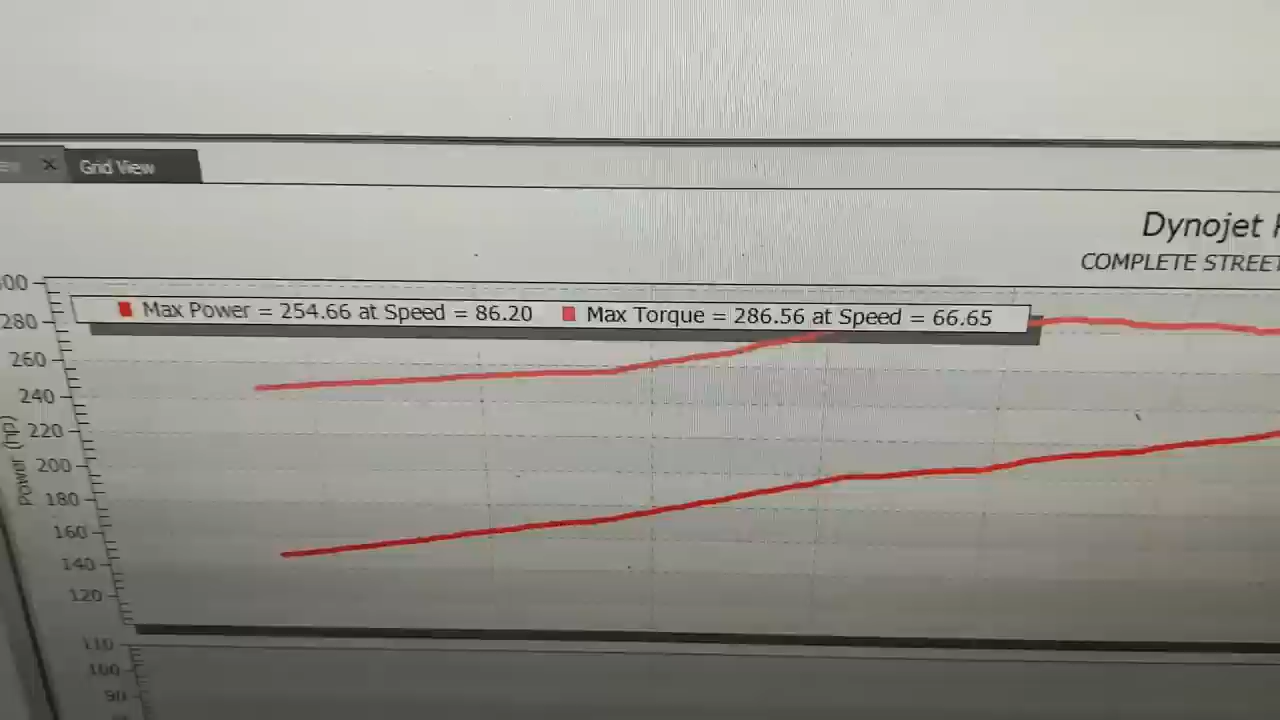 Grid View
Dynojet
COMPLETE STREET
Max Power = 254.66 at Speed = 86.20 Max Torque = 286.56 at Speed = 66.65
280
260
240
220
200
180
160
140
120
Power (hp)
110
100
90